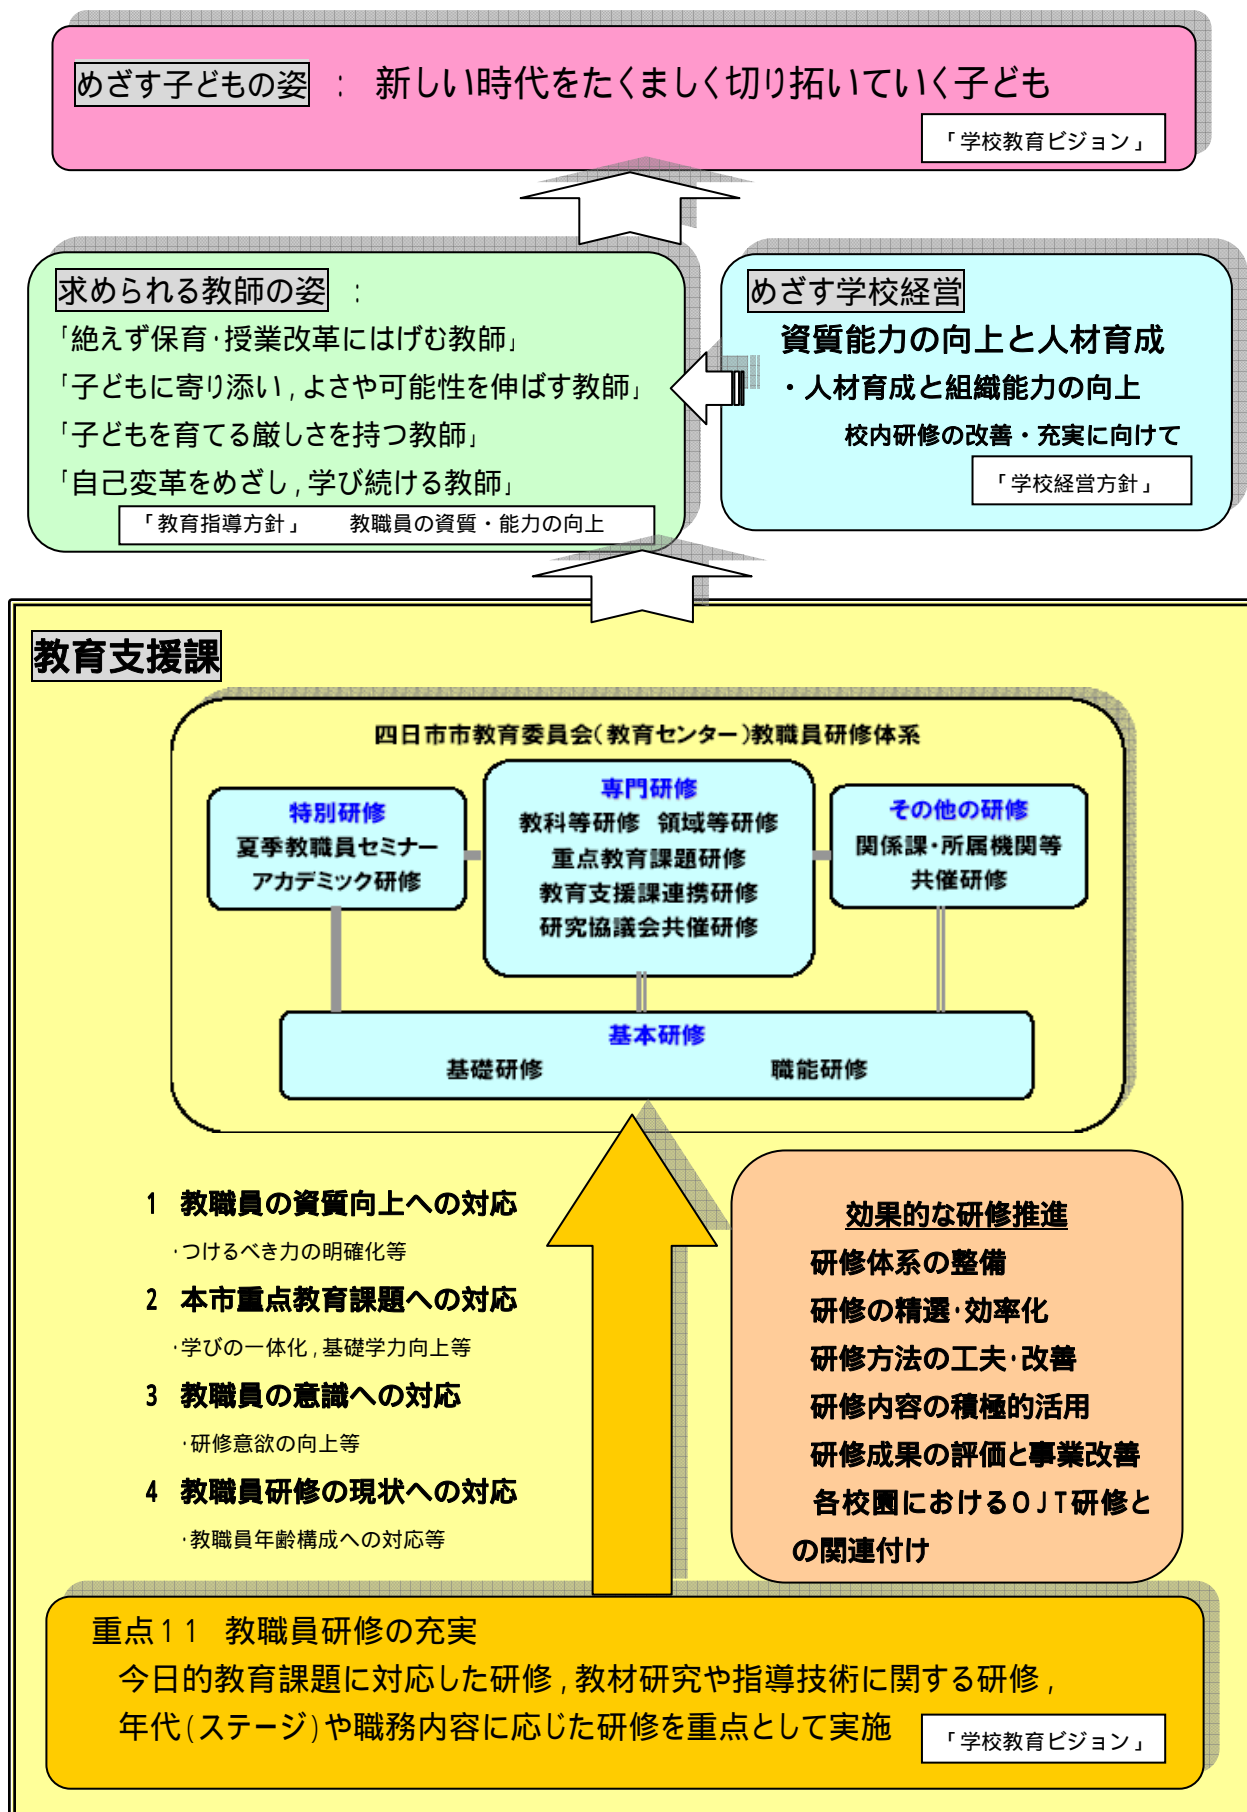 めざす子どもの姿 : 新しい時代をたくましく切り拓いていく子ども
「学校教育ビジョン」
求められる教師の姿 :
「絶えず保育・授業改革にはげむ教師」
「子どもに寄り添い,よさや可能性を伸ばす教師」
「子どもを育てる厳しさを持つ教師」
「自己変革をめざし,学び続ける教師」
「教育指導方針」 教職員の資質・能力の向上
めざす学校経営
資質能力の向上と人材育成
・人材育成と組織能力の向上
校内研修の改善・充実に向けて
「学校経営方針」
教育支援課
四日市市教育委員会(教育センター)教職員研修体系
特別研修
夏季教職員セミナー
アカデミック研修
専門研修
教科等研修 領域等研修
重点教育課題研修
教育支援課連携研修
研究協議会共催研修
その他の研修
関係課・所属機関等
共催研修
基本研修
基礎研修 職能研修
1 教職員の資質向上への対応
・つけるべき力の明確化等
2 本市重点教育課題への対応
・学びの一体化,基礎学力向上等
3 教職員の意識への対応
・研修意欲の向上等
4 教職員研修の現状への対応
・教職員年齢構成への対応等
効果的な研修推進
研修体系の整備
研修の精選・効率化
研修方法の工夫・改善
研修内容の積極的活用
研修成果の評価と事業改善
各校園におけるOJT研修と
の関連付け
重点11 教職員研修の充実
今日的教育課題に対応した研修,教材研究や指導技術に関する研修,
年代(ステージ)や職務内容に応じた研修を重点として実施
「学校教育ビジョン」